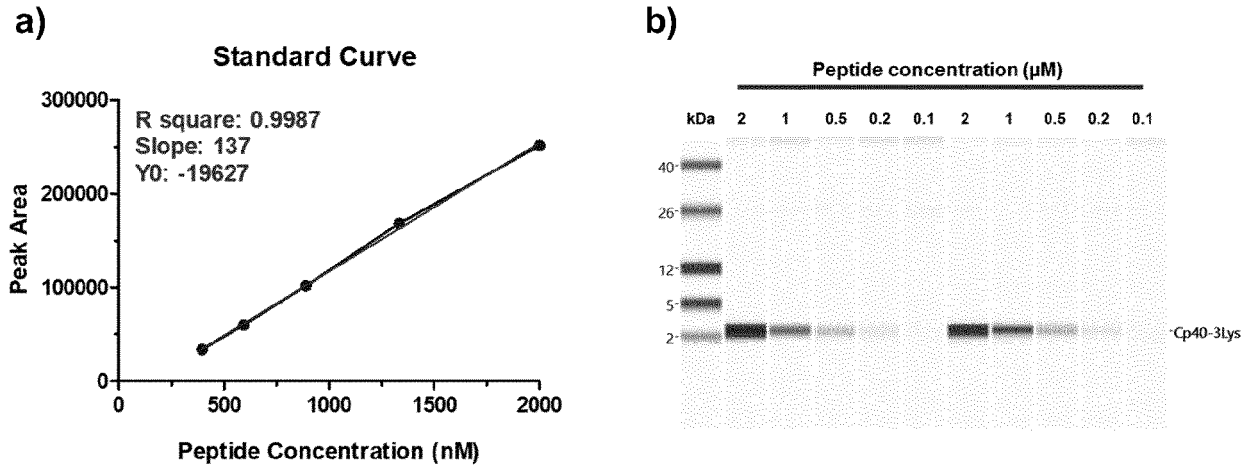 a)
Standard Curve
R square: 0.9987
Slope: 137
Y0: -19627
300000
200000
100000
0
Peak Area
0 500 1000 1500 2000
Peptide Concentration (nM)
b)
Peptide concentration (μM)
kDa 2 1 0.5 0.2 0.1 2 1 0.5 0.2 0.1
40-
26-
12-
5-
2-
-Cp40-3Lys